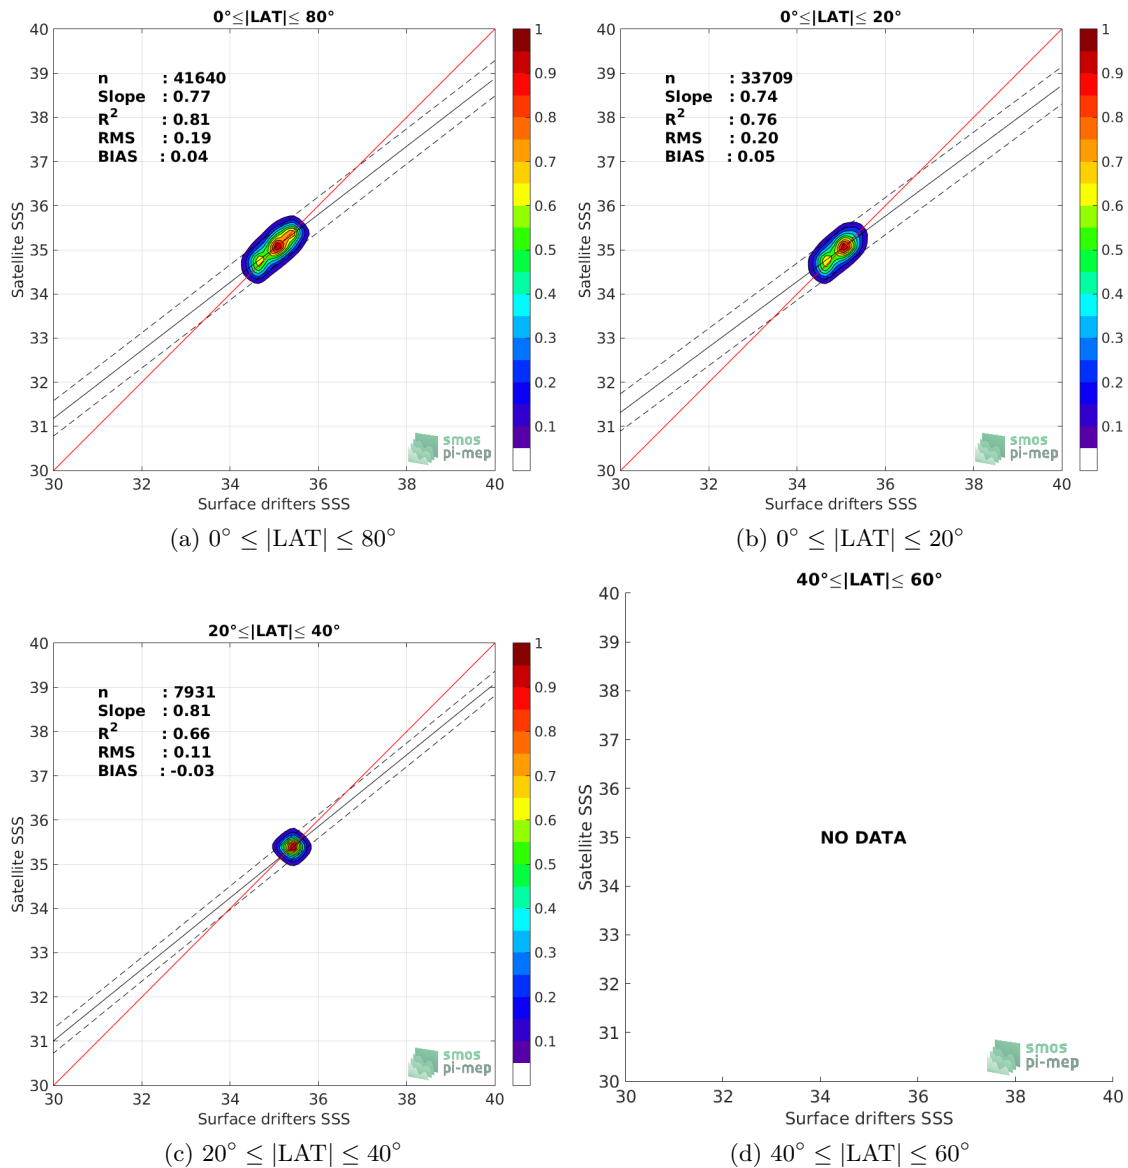 0°≤|LAT|≤ 80°
40
39
38
37
36
35
34
33
32
31
30
n : 41640
Slope : 0.77
R² : 0.81
RMS : 0.19
BIAS : 0.04
smos
pi-mep
30 32 34 36 38 40
Satellite SSS
Surface drifters SSS
1
0.9
0.8
0.7
0.6
0.5
0.4
0.3
0.2
0.1
(a) 0° ≤ |LAT| ≤ 80°
0°≤|LAT|≤ 20°
40
39
38
37
36
35
34
33
32
31
30
n : 33709
Slope : 0.74
R² : 0.76
RMS : 0.20
BIAS : 0.05
smos
pi-mep
30 32 34 36 38 40
Satellite SSS
Surface drifters SSS
1
0.9
0.8
0.7
0.6
0.5
0.4
0.3
0.2
0.1
(b) 0° ≤ |LAT| ≤ 20°
20°≤|LAT|≤ 40°
40
39
38
37
36
35
34
33
32
31
30
n : 7931
Slope : 0.81
R² : 0.66
RMS : 0.11
BIAS : -0.03
smos
pi-mep
30 32 34 36 38 40
Satellite SSS
Surface drifters SSS
1
0.9
0.8
0.7
0.6
0.5
0.4
0.3
0.2
0.1
(c) 20° ≤ |LAT| ≤ 40°
40°≤|LAT|≤ 60°
40
39
38
37
36
35
34
33
32
31
30
NO DATA
smos
pi-mep
30 32 34 36 38 40
Satellite SSS
Surface drifters SSS
(d) 40° ≤ |LAT| ≤ 60°